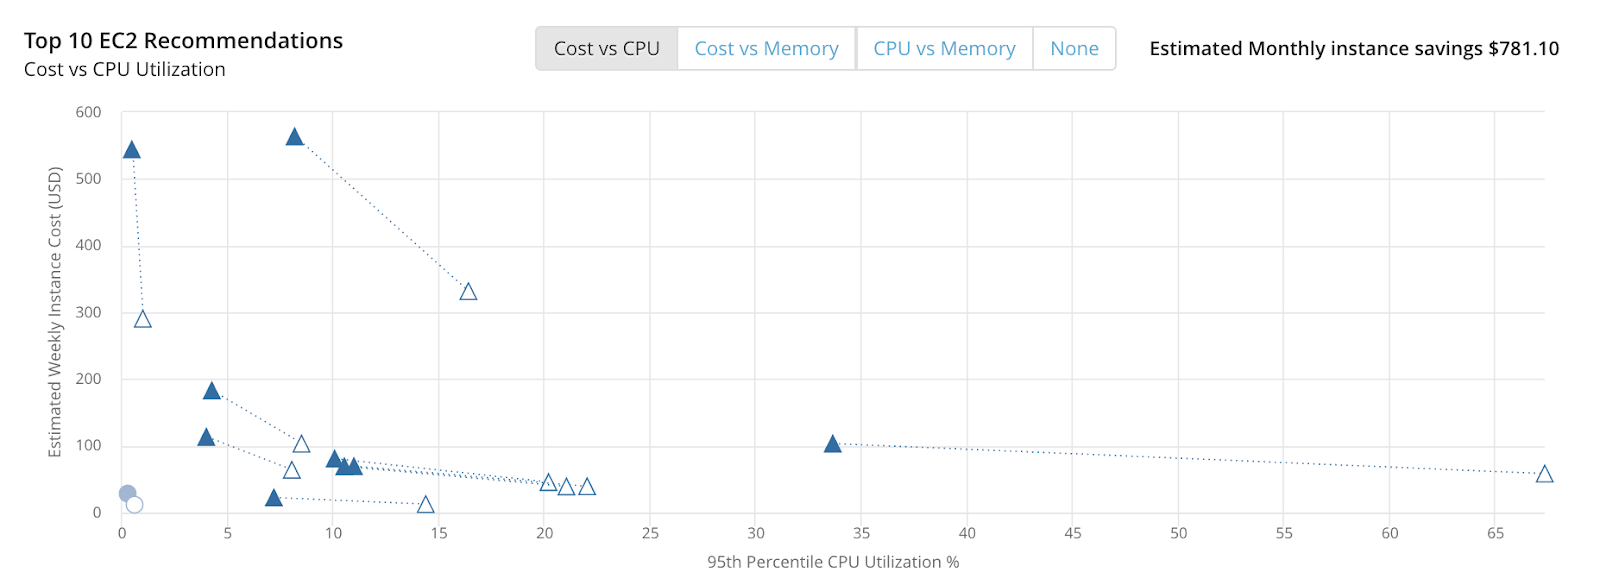 Top 10 EC2 Recommendations
Cost vs CPU Utilization
Cost vs CPU
Cost vs Memory
CPU vs Memory
None
Estimated Monthly instance savings $781.10
Estimated Weekly Instance Cost (USD)
600
500
400
300
200
100
0
0 5 10 15 20 25 30 35 40 45 50 55 60 65
95th Percentile CPU Utilization %